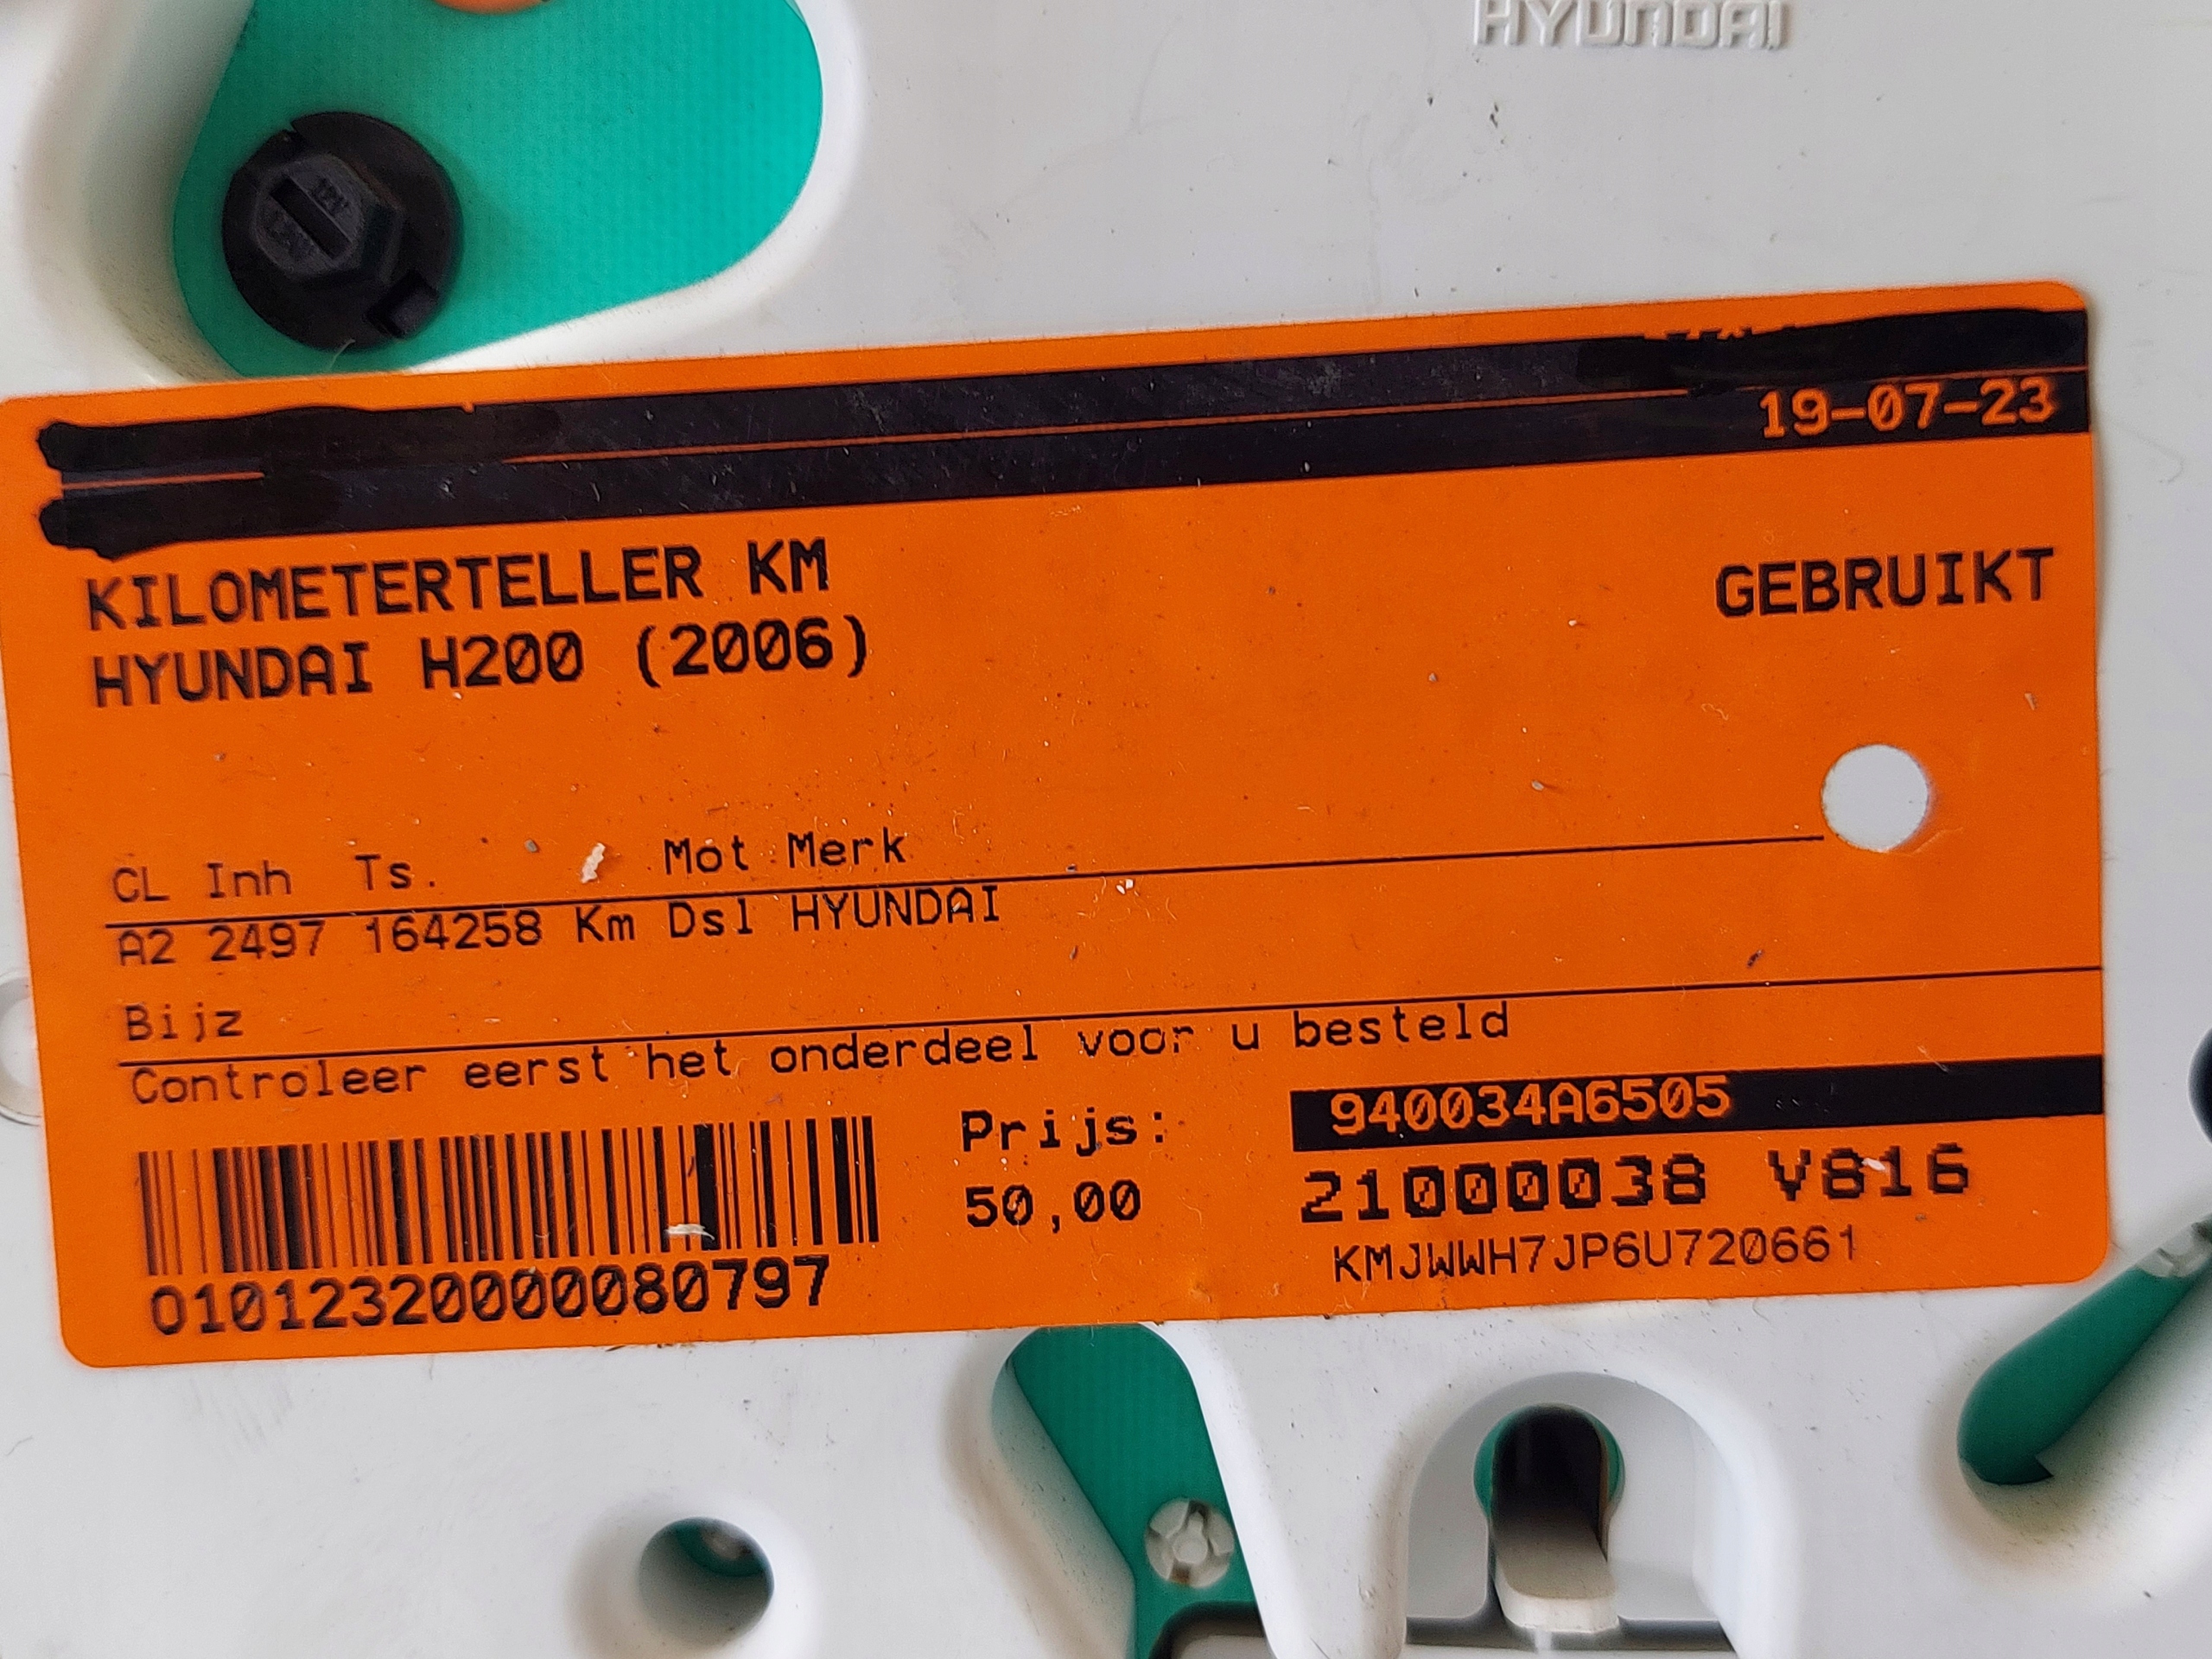 HYUNDAI
19-07-23
KILOMETERTELLER KM
GEBRUIKT
HYUNDAI H200 (2006)
CL Inh Ts. Mot Merk
A2 2497 164258 Km Dsl HYUNDAI
Bijz
Controleer eerst het onderdeel voor u besteld
940034A6505
Prijs:
50,00
21000038 V816
KMJWWH7JP6U720661
0101232000080797